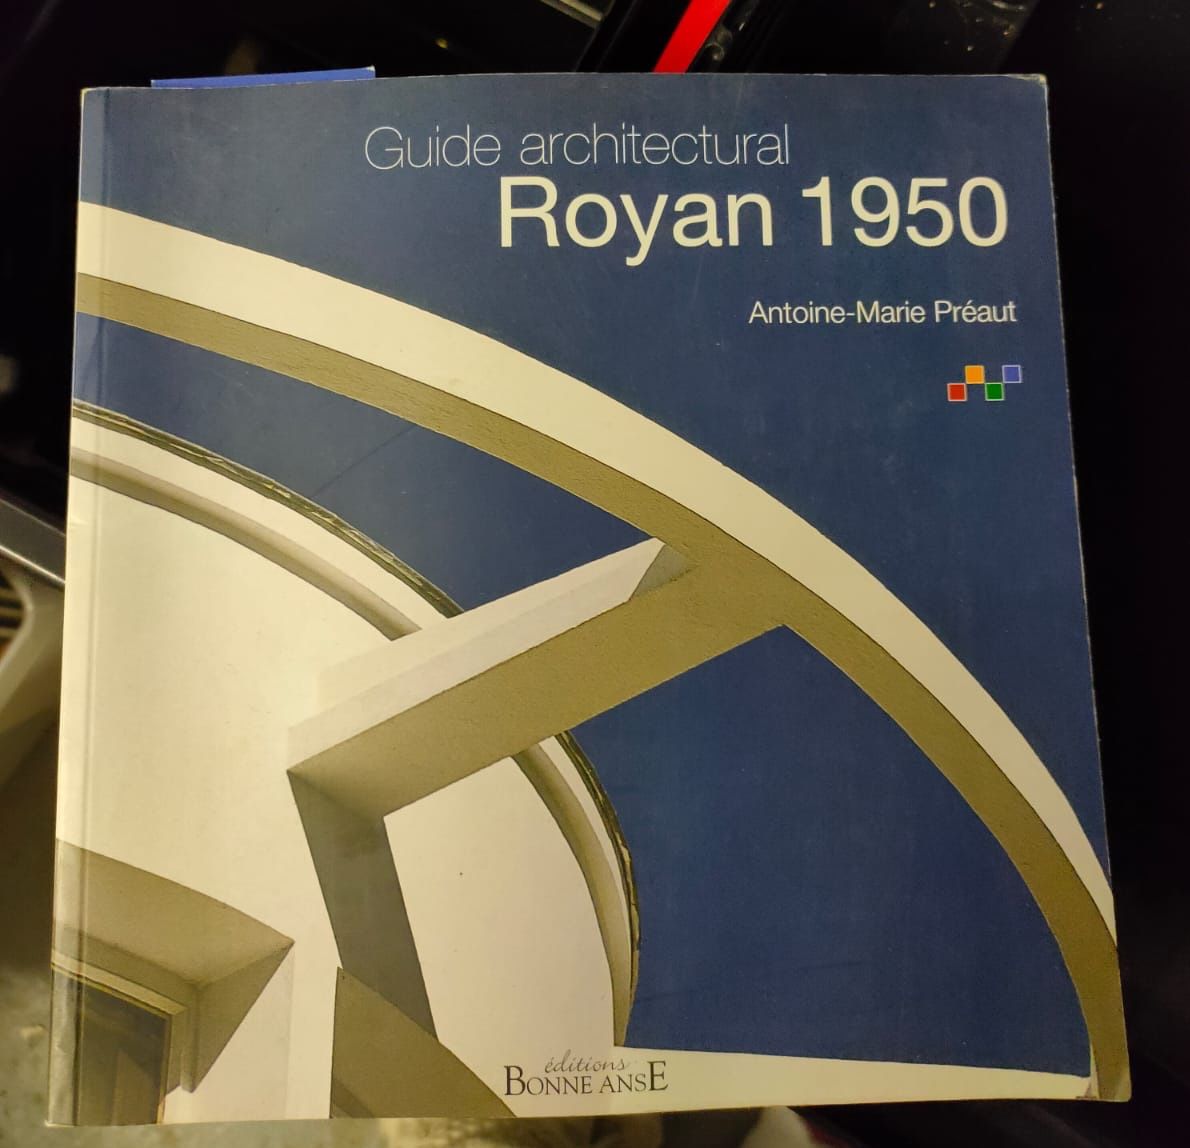 Guide architectural
Royan 1950
Antoine-Marie Préaut
éditions
BONNE ANSE